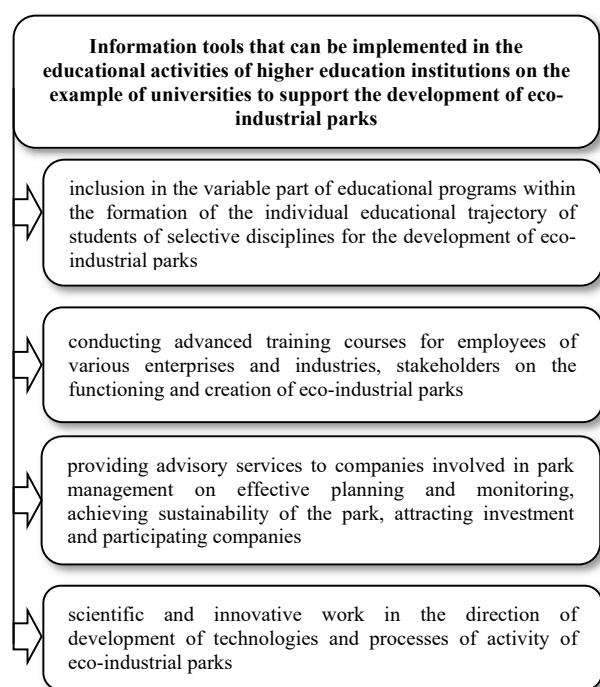 Information tools that can be implemented in the
educational activities of higher education institutions on the
example of universities to support the development of eco-
industrial parks
inclusion in the variable part of educational programs within
the formation of the individual educational trajectory of
students of selective disciplines for the development of eco-
industrial parks
conducting advanced training courses for employees of
various enterprises and industries, stakeholders on the
functioning and creation of eco-industrial parks
providing advisory services to companies involved in park
management on effective planning and monitoring,
achieving sustainability of the park, attracting investment
and participating companies
scientific and innovative work in the direction of
development of technologies and processes of activity of
eco-industrial parks